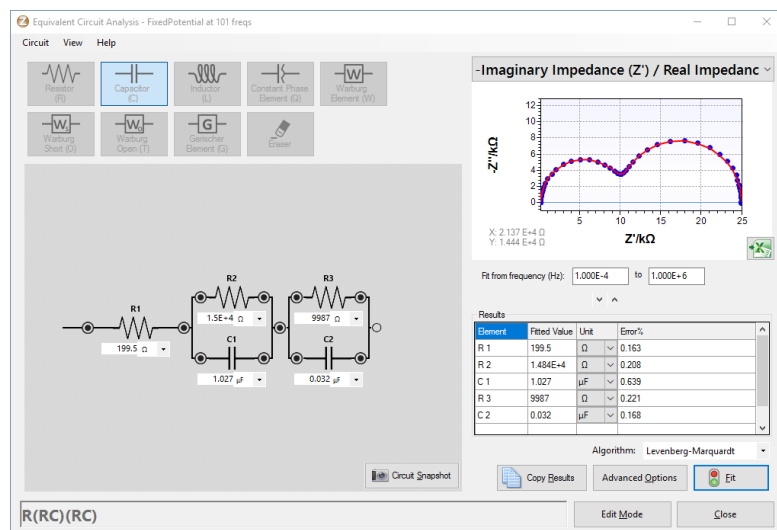 Equivalent Circuit Analysis - FixedPotential at 101 freqs
Circuit View Help
Resistor
(R)
Capacitor
(C)
Inductor
(L)
Constant Phase
Element (Q)
Warburg
Element (W)
Warburg
Short (O)
Warburg
Open (T)
Gerischer
Element (G)
Eraser
W
Ws
Wo
G
R1
199.5 Ω
R2
1.5E+4 Ω
C1
1.027 µF
R3
9987 Ω
C2
0.032 µF
Circuit Snapshot
R(RC)(RC)
-Imaginary Impedance (Z') / Real Impedanc
-Z''/kΩ
12
10
8
6
4
2
0
5 10 15 20 25
Z'/kΩ
X: 2.137 E+4 Ω
Y: 1.444 E+4 Ω
Fit from frequency (Hz): 1.000E-4 to 1.000E+6
Results
Element Fitted Value Unit Error%
R 1 199.5 Ω 0.163
R 2 1.484E+4 Ω 0.208
C 1 1.027 µF 0.639
R 3 9987 Ω 0.221
C 2 0.032 µF 0.168
Algorithm: Levenberg-Marquardt
Copy Results Advanced Options Fit
Edit Mode Close